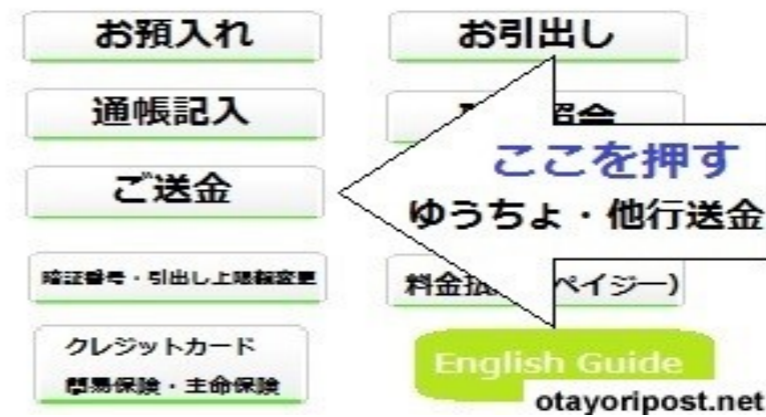 お預入れ
お引出し
通帳記入
照会
ここを押す
ご送金
ゆうちょ・他行送金
暗証番号・引出し上限額変更
料金払
ペイジー)
クレジットカード
簡易保険・生命保険
English Guide
otayoripost.net